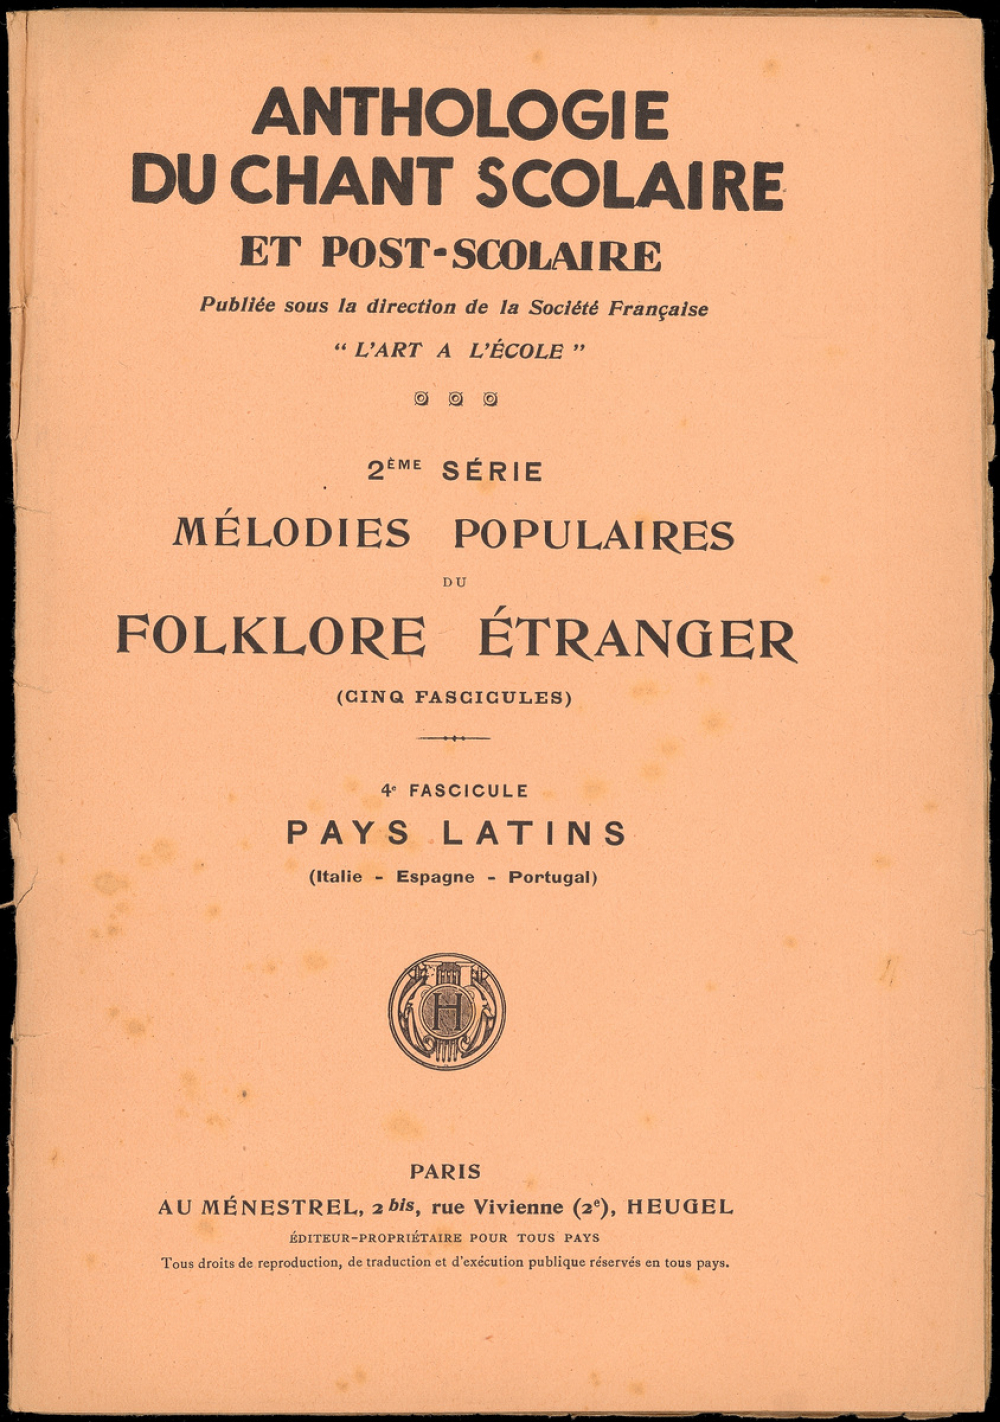 ANTHOLOGIE
DU CHANT SCOLAIRE
ET POST-SCOLAIRE
Publiée sous la direction de la Société Française
“ L’ART A L’ÉCOLE ”
2ÈME SÉRIE
MÉLODIES POPULAIRES
DU
FOLKLORE ÉTRANGER
(CINQ FASCICULES)
4e FASCICULE
PAYS LATINS
(Italie - Espagne - Portugal)
H
PARIS
AU MÉNESTREL, 2 bis, rue Vivienne (2e), HEUGEL
ÉDITEUR-PROPRIÉTAIRE POUR TOUS PAYS
Tous droits de reproduction, de traduction et d’exécution publique réservés en tous pays.